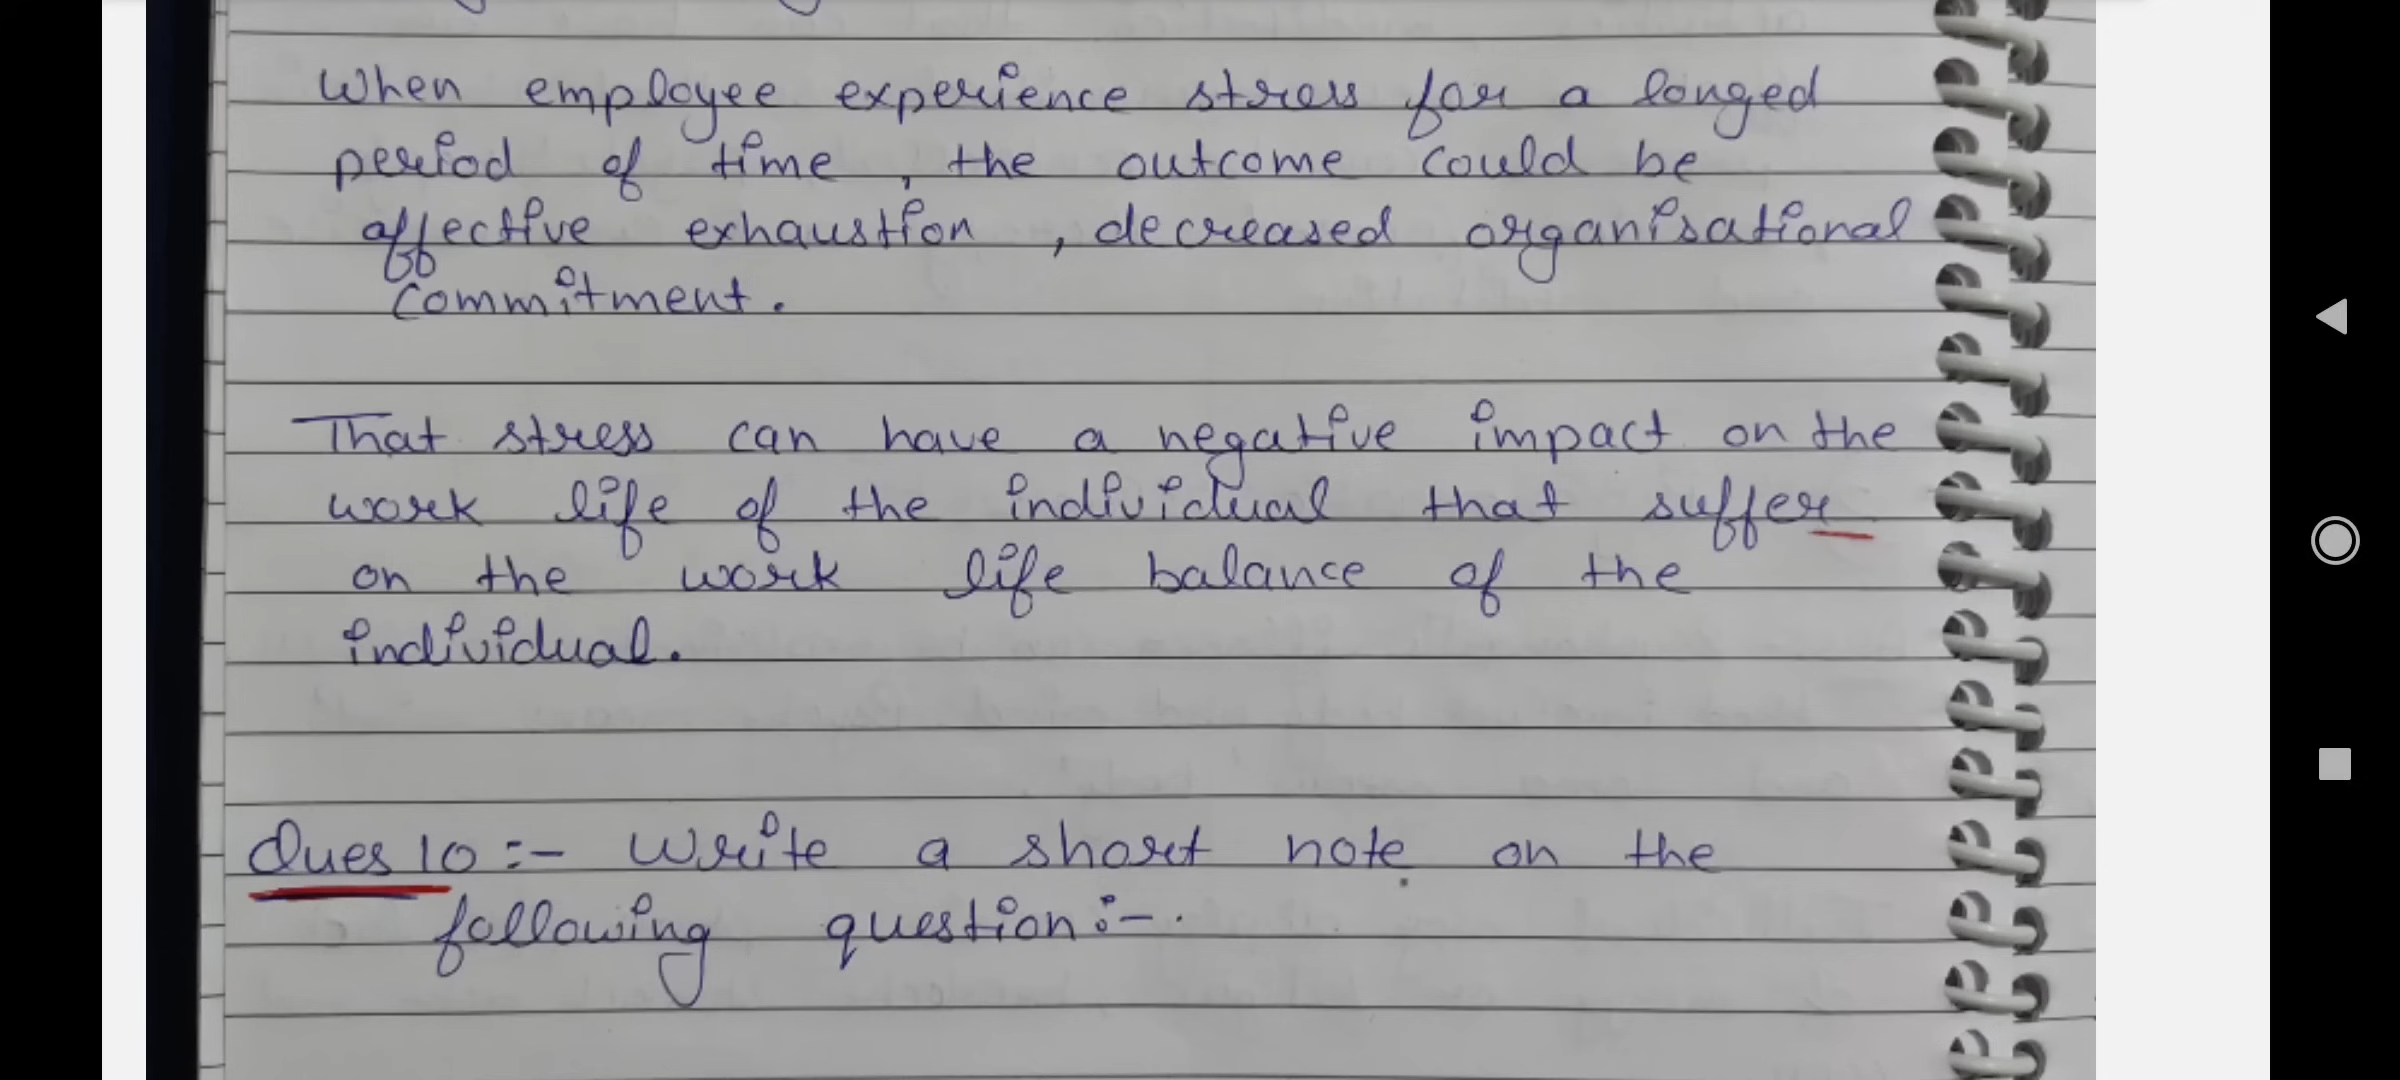 When employee experience stress for a longed
period of time, the outcome could be
affective exhaustion, decreased organisational
commitment.
That stress can have a negative impact on the
work life of the individual that suffer
on the work life balance of the
individual.
Ques 10 :- Write a short note on the
following question :-